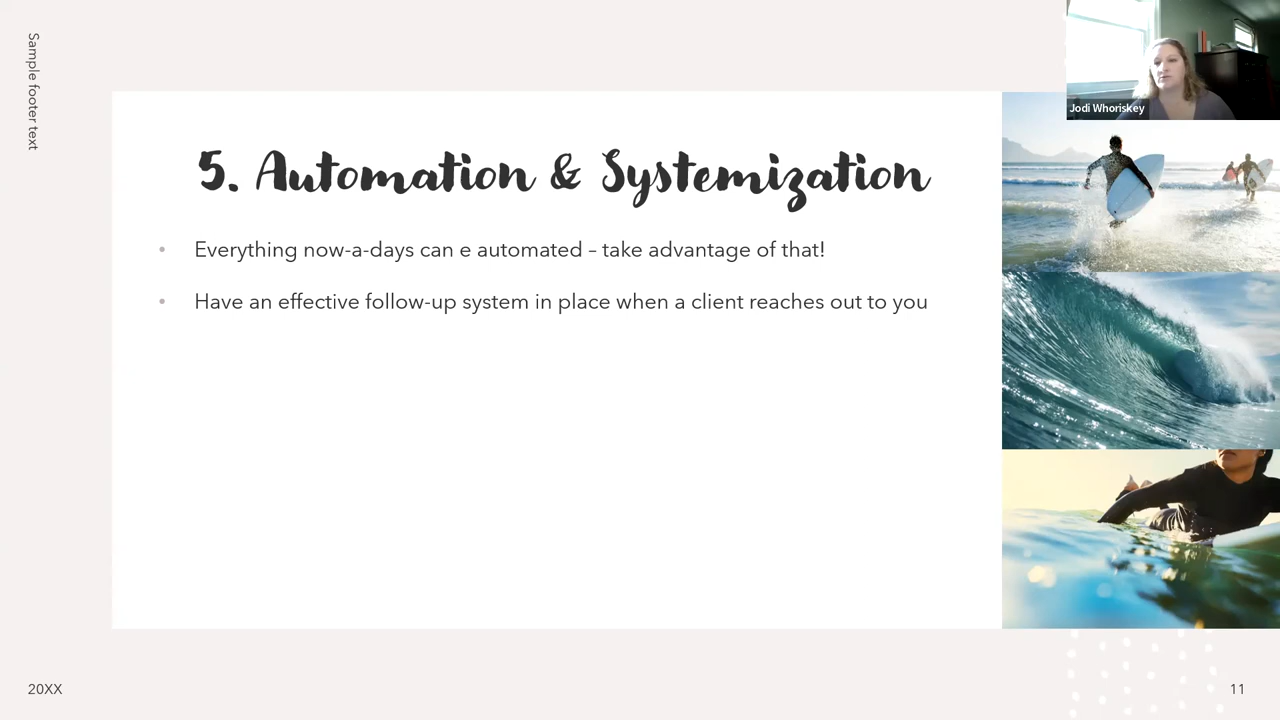 Sample footer text
Jodi Whoriskey
5. Automation & Systemization
• Everything now-a-days can e automated – take advantage of that!
• Have an effective follow-up system in place when a client reaches out to you
20XX
11